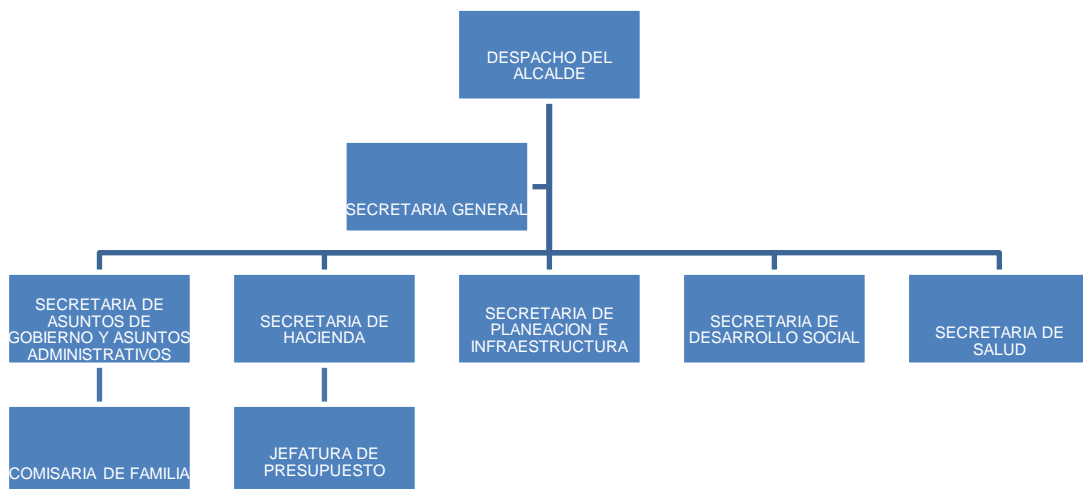 DESPACHO DEL
ALCALDE
SECRETARIA GENERAL
SECRETARIA DE
ASUNTOS DE
GOBIERNO Y ASUNTOS
ADMINISTRATIVOS
SECRETARIA DE
HACIENDA
SECRETARIA DE
PLANEACION E
INFRAESTRUCTURA
SECRETARIA DE
DESARROLLO SOCIAL
SECRETARIA DE
SALUD
COMISARIA DE FAMILIA
JEFATURA DE
PRESUPUESTO